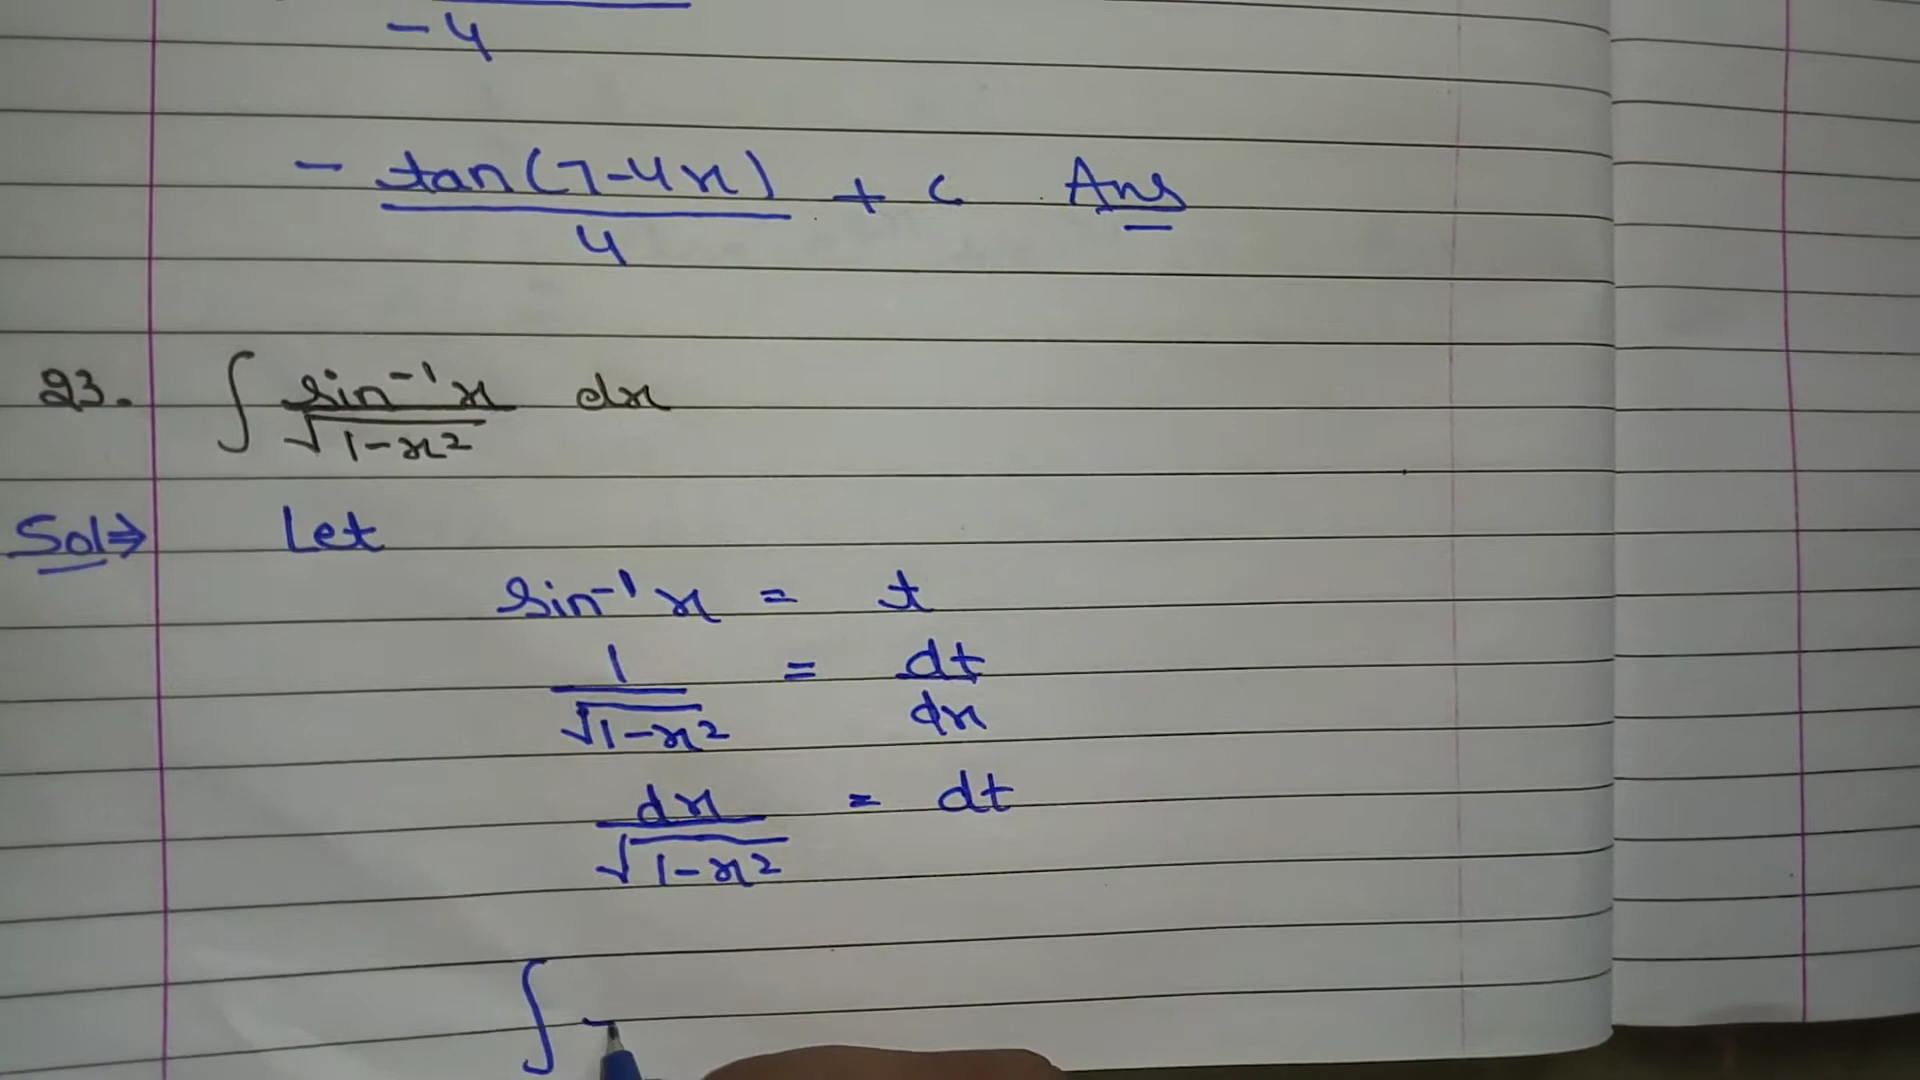 -4
- tan(7-4x)/4 + c Ans
23. ∫ sin⁻¹x/√1-x² dx
Sol⇒ Let
sin⁻¹x = t
1/√1-x² = dt/dx
dx/√1-x² = dt
∫